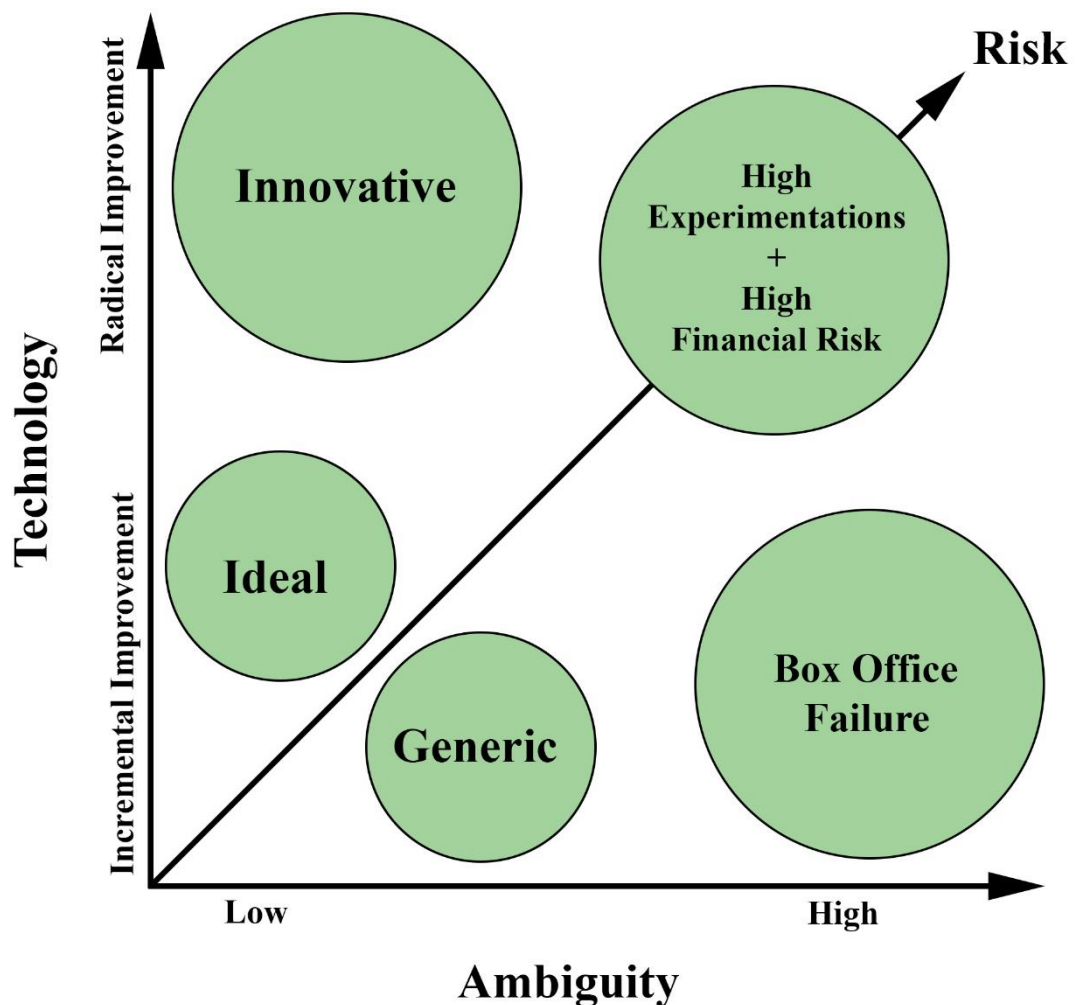 Risk
Innovative
High
Experimentations
+
High
Financial Risk
Radical Improvement
Technology
Incremental Improvement
Ideal
Generic
Box Office
Failure
Low
High
Ambiguity